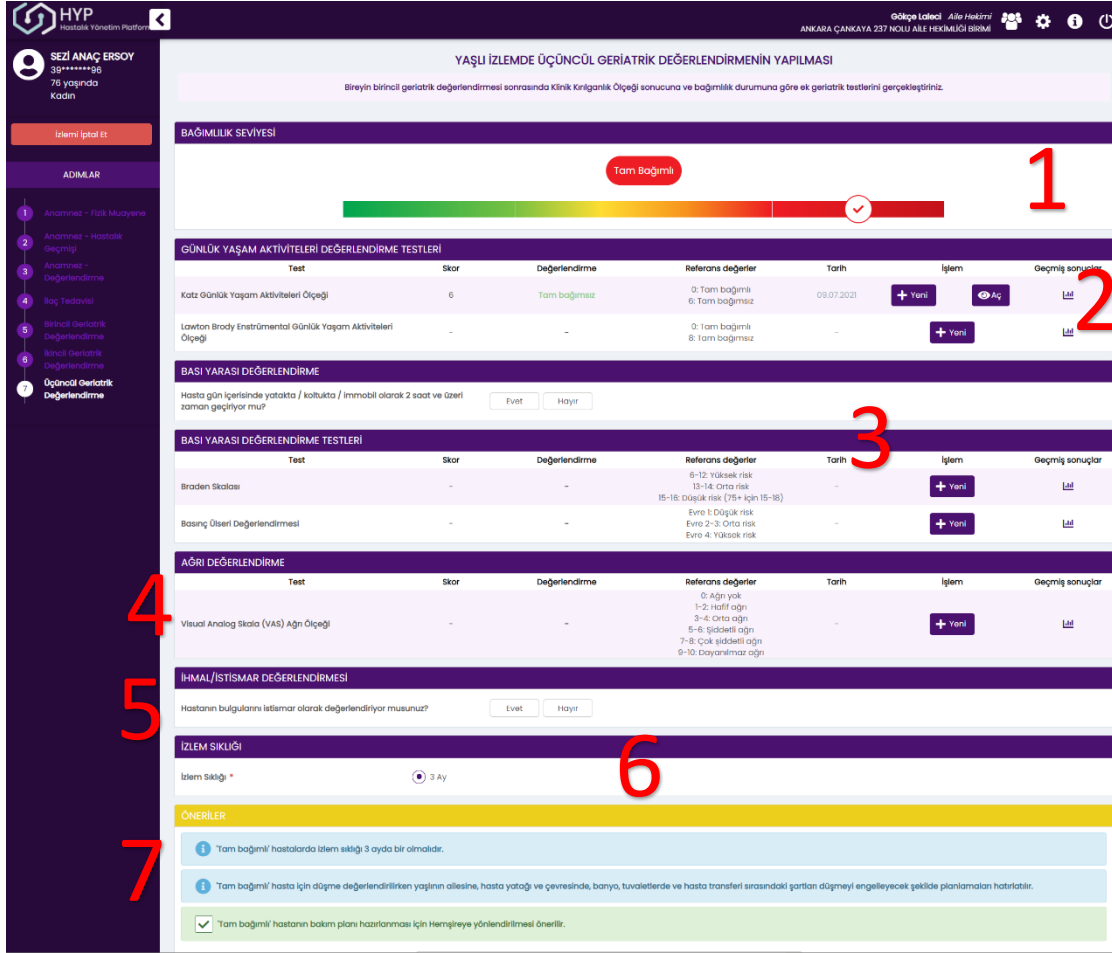 HYP
Hastalık Yönetim Platform
Gökçe Laleci Aile Hekimi
ANKARA ÇANKAYA 237 NOLU AİLE HEKİMLİĞİ BİRİMİ
SEZİ ANAÇ ERSOY
39*******96
76 yaşında
Kadın
İzlemi İptal Et
ADIMLAR
1 Anamnez - Fizik Muayene
2 Anamnez - Hastalık
Geçmişi
3 Anamnez -
Değerlendirme
4 İlaç Tedavisi
5 Birincil Geriatrik
Değerlendirme
6 İkincil Geriatrik
Değerlendirme
7 Üçüncül Geriatrik
Değerlendirme
YAŞLI İZLEMDE ÜÇÜNCÜL GERİATRİK DEĞERLENDİRMENİN YAPILMASI
Bireyin birincil geriatrik değerlendirmesi sonrasında Klinik Kırılganlık Ölçeği sonucuna ve bağımlılık durumuna göre ek geriatrik testlerini gerçekleştiriniz.
BAĞIMLILIK SEVİYESİ
Tam Bağımlı
1
GÜNLÜK YAŞAM AKTİVİTELERİ DEĞERLENDİRME TESTLERİ
Test Skor Değerlendirme Referans değerler Tarih İşlem Geçmiş sonuçlar
Katz Günlük Yaşam Aktiviteleri Ölçeği 6 Tam bağımsız 0: Tam bağımlı
6: Tam bağımsız 09.07.2021 + Yeni Aç
2
Lawton Brody Enstrümental Günlük Yaşam Aktiviteleri
Ölçeği - - 0: Tam bağımlı
8: Tam bağımsız - + Yeni
BASI YARASI DEĞERLENDİRME
Hasta gün içerisinde yatakta / koltukta / immobil olarak 2 saat ve üzeri
zaman geçiriyor mu? Evet Hayır
3
BASI YARASI DEĞERLENDİRME TESTLERİ
Test Skor Değerlendirme Referans değerler Tarih İşlem Geçmiş sonuçlar
Braden Skalası - - 6-12: Yüksek risk
13-14: Orta risk
15-16: Düşük risk (75+ için 15-18) - + Yeni
Basınç Ülseri Değerlendirmesi - - Evre 1: Düşük risk
Evre 2-3: Orta risk
Evre 4: Yüksek risk - + Yeni
AĞRI DEĞERLENDİRME
4
Test Skor Değerlendirme Referans değerler Tarih İşlem Geçmiş sonuçlar
Visual Analog Skala (VAS) Ağrı Ölçeği - - 0: Ağrı yok
1-2: Hafif ağrı
3-4: Orta ağrı
5-6: Şiddetli ağrı
7-8: Çok şiddetli ağrı
9-10: Dayanılmaz ağrı - + Yeni
İHMAL/İSTİSMAR DEĞERLENDİRMESİ
5
Hastanın bulgularını istismar olarak değerlendiriyor musunuz? Evet Hayır
İZLEM SIKLIĞI
İzlem Sıklığı * 3 Ay
6
ÖNERİLER
7
'Tam bağımlı' hastalarda izlem sıklığı 3 ayda bir olmalıdır.
'Tam bağımlı' hasta için düşme değerlendirilirken yaşlının ailesine, hasta yatağı ve çevresinde, banyo, tuvaletlerde ve hasta transferi sırasındaki şartları düşmeyi engelleyecek şekilde planlamaları hatırlatılır.
'Tam bağımlı' hastanın bakım planı hazırlanması için Hemşireye yönlendirilmesi önerilir.